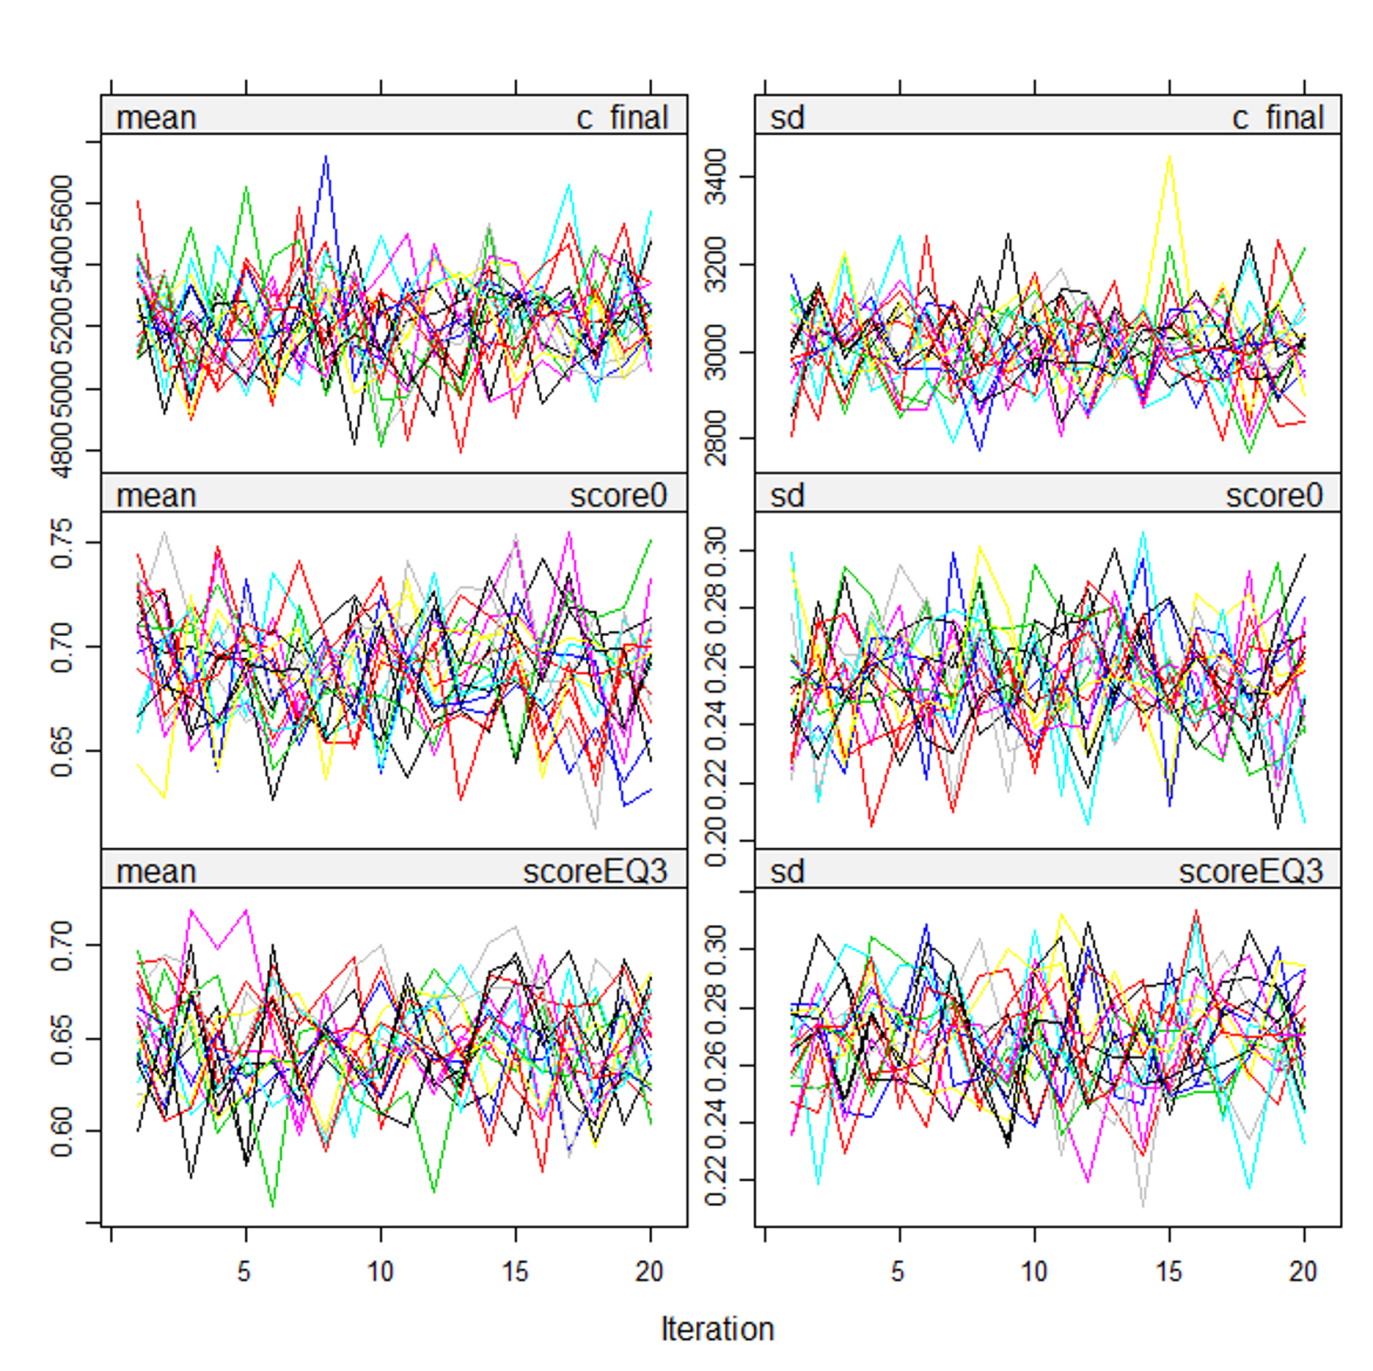 mean c_final
sd c_final
4800 5000 5200 5400 5600
2800 3000 3200 3400
mean score0
sd score0
0.65 0.70 0.75
0.20 0.22 0.24 0.26 0.28 0.30
mean scoreEQ3
sd scoreEQ3
0.60 0.65 0.70
0.22 0.24 0.26 0.28 0.30
5 10 15 20
5 10 15 20
Iteration